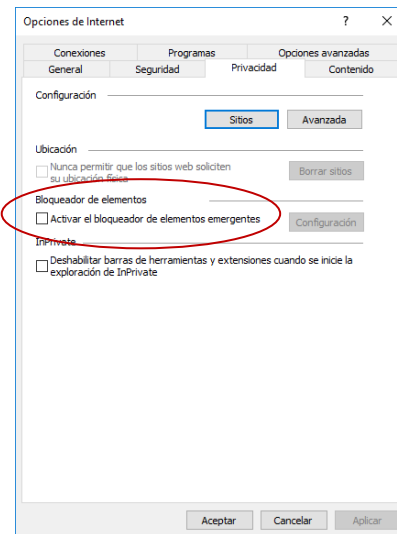 Opciones de Internet ? ×
Conexiones Programas Opciones avanzadas
General Seguridad Privacidad Contenido
Configuración
Sitios Avanzada
Ubicación
Nunca permitir que los sitios web soliciten
su ubicación física
Borrar sitios
Bloqueador de elementos
Activar el bloqueador de elementos emergentes
Configuración
InPrivate
Deshabilitar barras de herramientas y extensiones cuando se inicie la
exploración de InPrivate
Aceptar Cancelar Aplicar